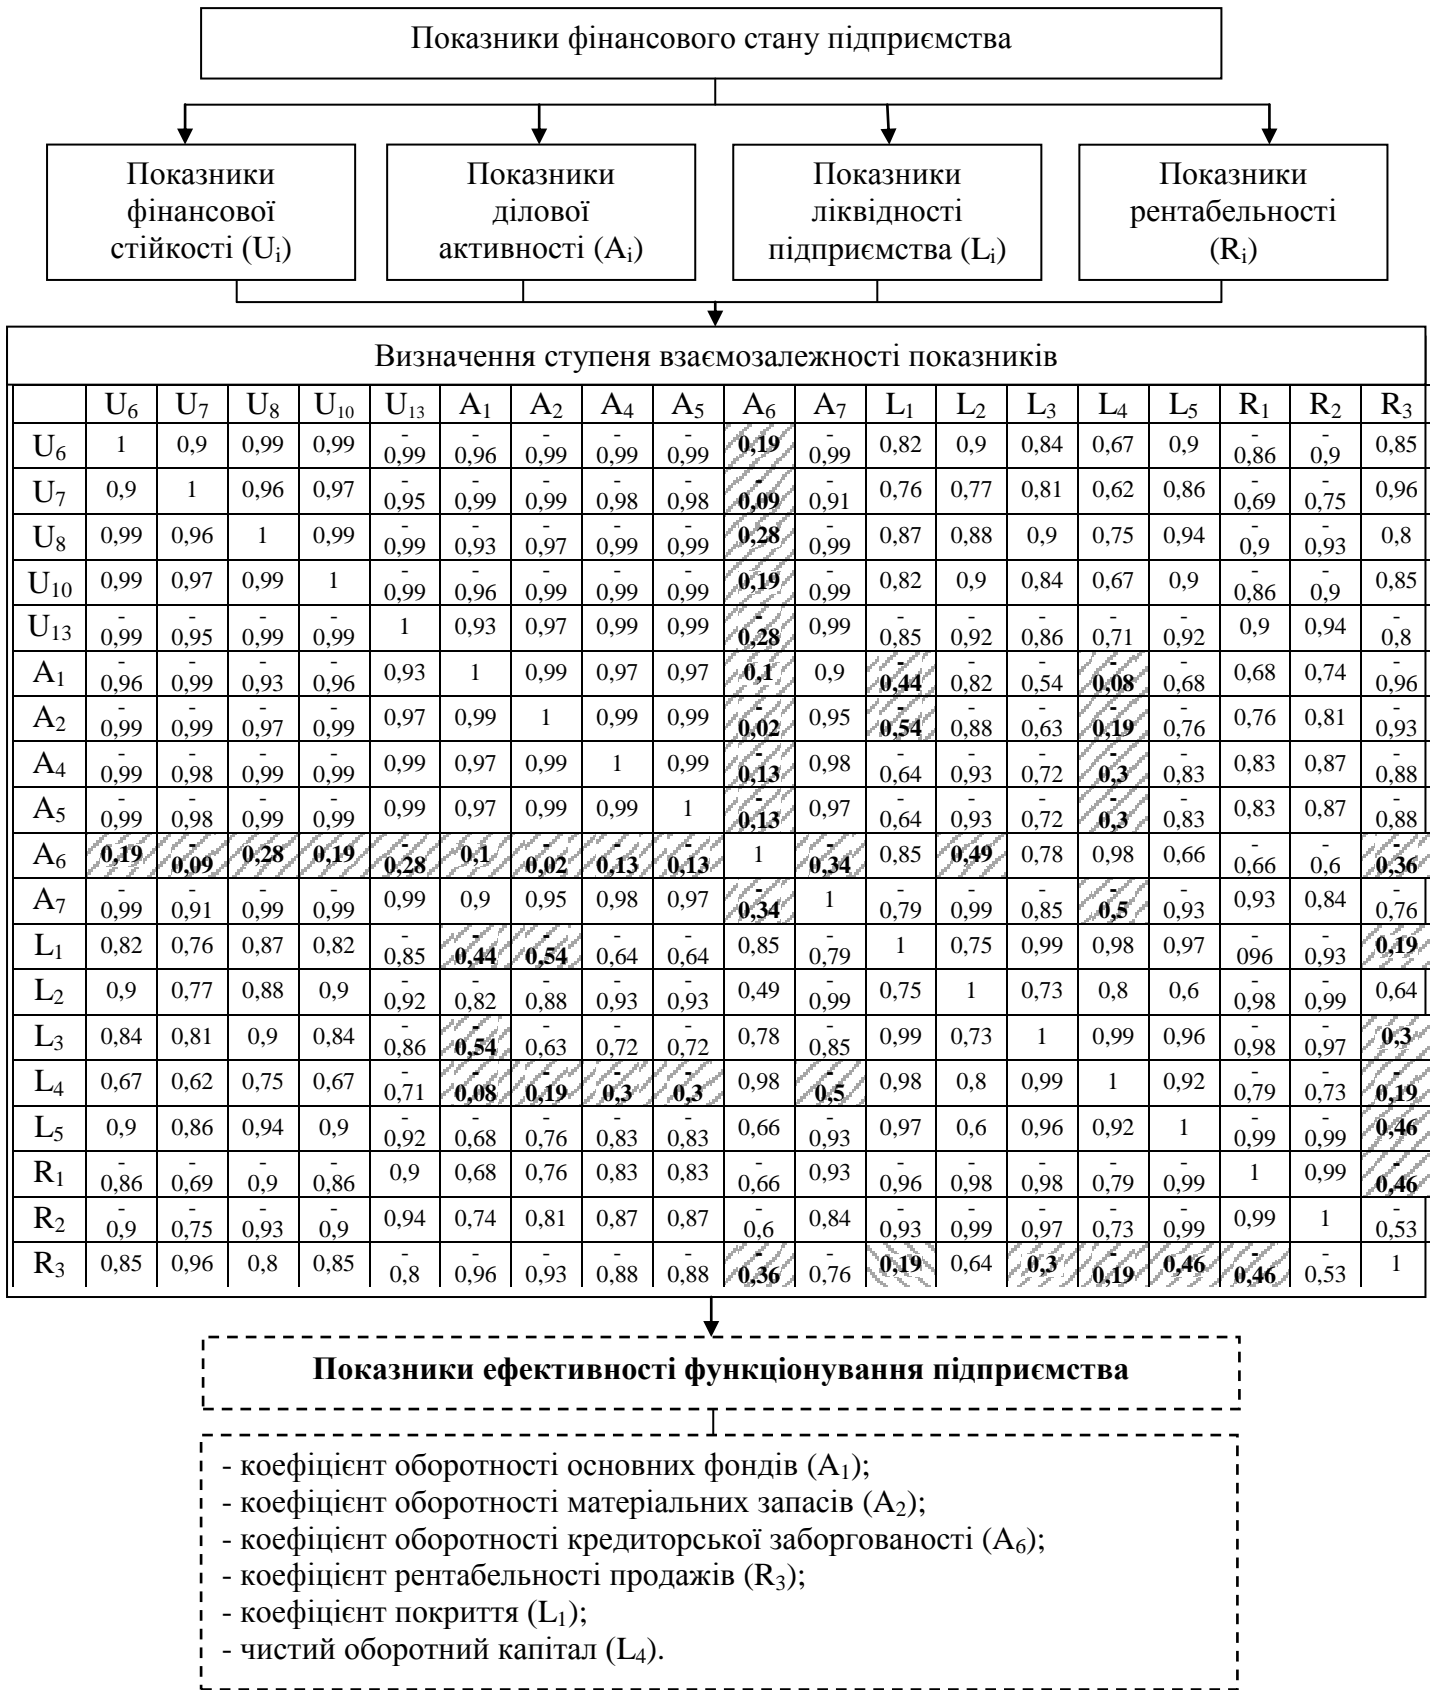 Показники фінансового стану підприємства
Показники
фінансової
стійкості (Ui)
Показники
ділової
активності (Ai)
Показники
ліквідності
підприємства (Li)
Показники
рентабельності
(Ri)
Визначення ступеня взаємозалежності показників
U6 U7 U8 U10 U13 A1 A2 A4 A5 A6 A7 L1 L2 L3 L4 L5 R1 R2 R3
U6 1 0,9 0,99 0,99 -0,99 -0,96 -0,99 -0,99 -0,99 0,19 -0,99 0,82 0,9 0,84 0,67 0,9 -0,86 -0,9 0,85
U7 0,9 1 0,96 0,97 -0,95 -0,99 -0,99 -0,98 -0,98 -0,09 -0,91 0,76 0,77 0,81 0,62 0,86 -0,69 -0,75 0,96
U8 0,99 0,96 1 0,99 -0,99 -0,93 -0,97 -0,99 -0,99 0,28 -0,99 0,87 0,88 0,9 0,75 0,94 -0,9 -0,93 0,8
U10 0,99 0,97 0,99 1 -0,99 -0,96 -0,99 -0,99 -0,99 0,19 -0,99 0,82 0,9 0,84 0,67 0,9 -0,86 -0,9 0,85
U13 -0,99 -0,95 -0,99 -0,99 1 0,93 0,97 0,99 0,99 -0,28 0,99 -0,85 -0,92 -0,86 -0,71 -0,92 0,9 0,94 -0,8
A1 -0,96 -0,99 -0,93 -0,96 0,93 1 0,99 0,97 0,97 0,1 0,9 -0,44 -0,82 -0,54 -0,08 -0,68 0,68 0,74 -0,96
A2 -0,99 -0,99 -0,97 -0,99 0,97 0,99 1 0,99 0,99 -0,02 0,95 -0,54 -0,88 -0,63 -0,19 -0,76 0,76 0,81 -0,93
A4 -0,99 -0,98 -0,99 -0,99 0,99 0,97 0,99 1 0,99 -0,13 0,98 -0,64 -0,93 -0,72 -0,3 -0,83 0,83 0,87 -0,88
A5 -0,99 -0,98 -0,99 -0,99 0,99 0,97 0,99 0,99 1 -0,13 0,97 -0,64 -0,93 -0,72 -0,3 -0,83 0,83 0,87 -0,88
A6 0,19 -0,09 0,28 0,19 -0,28 0,1 -0,02 -0,13 -0,13 1 -0,34 0,85 0,49 0,78 0,98 0,66 -0,66 -0,6 -0,36
A7 -0,99 -0,91 -0,99 -0,99 0,99 0,9 0,95 0,98 0,97 -0,34 1 -0,79 -0,99 -0,85 -0,5 -0,93 0,93 0,84 -0,76
L1 0,82 0,76 0,87 0,82 -0,85 -0,44 -0,54 -0,64 -0,64 0,85 -0,79 1 0,75 0,99 0,98 0,97 -096 -0,93 0,19
L2 0,9 0,77 0,88 0,9 -0,92 -0,82 -0,88 -0,93 -0,93 0,49 -0,99 0,75 1 0,73 0,8 0,6 -0,98 -0,99 0,64
L3 0,84 0,81 0,9 0,84 -0,86 -0,54 -0,63 -0,72 -0,72 0,78 -0,85 0,99 0,73 1 0,99 0,96 -0,98 -0,97 0,3
L4 0,67 0,62 0,75 0,67 -0,71 -0,08 -0,19 -0,3 -0,3 0,98 -0,5 0,98 0,8 0,99 1 0,92 -0,79 -0,73 -0,19
L5 0,9 0,86 0,94 0,9 -0,92 -0,68 -0,76 -0,83 -0,83 0,66 -0,93 0,97 0,6 0,96 0,92 1 -0,99 -0,99 0,46
R1 -0,86 -0,69 -0,9 -0,86 0,9 0,68 0,76 0,83 0,83 -0,66 0,93 -0,96 -0,98 -0,98 -0,79 -0,99 1 0,99 -0,46
R2 -0,9 -0,75 -0,93 -0,9 0,94 0,74 0,81 0,87 0,87 -0,6 0,84 -0,93 -0,99 -0,97 -0,73 -0,99 0,99 1 -0,53
R3 0,85 0,96 0,8 0,85 -0,8 -0,96 -0,93 -0,88 -0,88 -0,36 -0,76 0,19 0,64 0,3 -0,19 0,46 -0,46 -0,53 1
Показники ефективності функціонування підприємства
- коефіцієнт оборотності основних фондів (A1);
- коефіцієнт оборотності матеріальних запасів (A2);
- коефіцієнт оборотності кредиторської заборгованості (A6);
- коефіцієнт рентабельності продажів (R3);
- коефіцієнт покриття (L1);
- чистий оборотний капітал (L4).